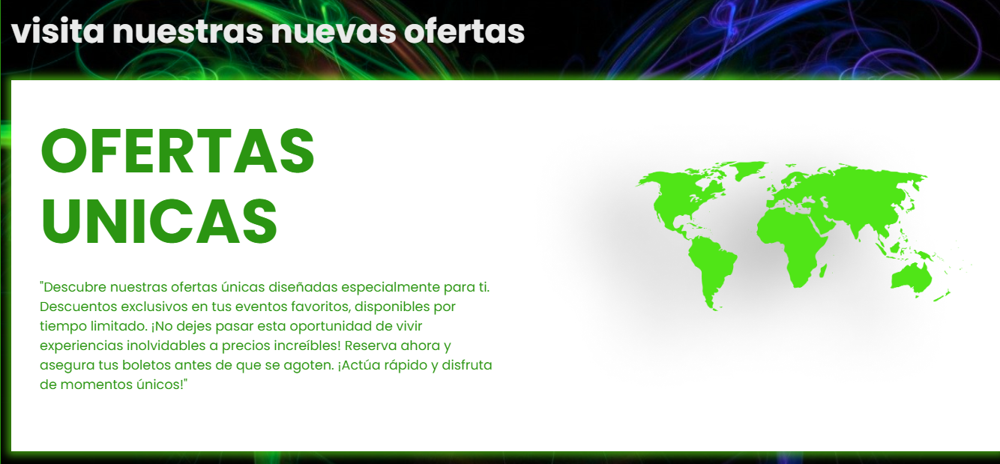 visita nuestras nuevas ofertas
OFERTAS
UNICAS
"Descubre nuestras ofertas únicas diseñadas especialmente para ti.
Descuentos exclusivos en tus eventos favoritos, disponibles por
tiempo limitado. ¡No dejes pasar esta oportunidad de vivir
experiencias inolvidables a precios increíbles! Reserva ahora y
asegura tus boletos antes de que se agoten. ¡Actúa rápido y disfruta
de momentos únicos!"